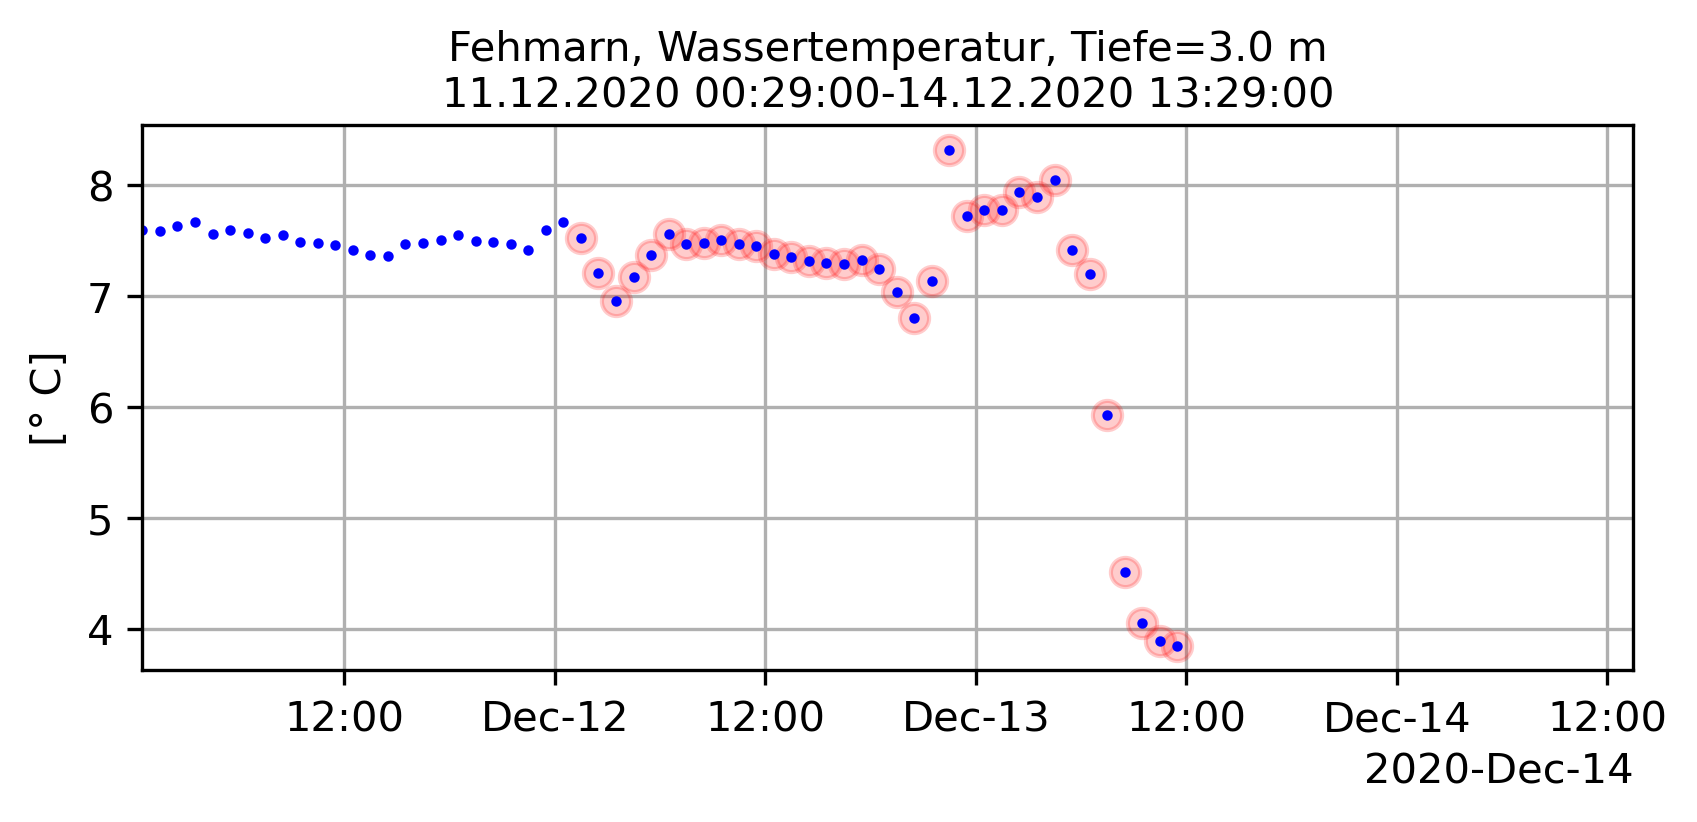 Fehmarn, Wassertemperatur, Tiefe=3.0 m
11.12.2020 00:29:00-14.12.2020 13:29:00
[° C]
8
7
6
5
4
12:00 Dec-12 12:00 Dec-13 12:00 Dec-14 12:00
2020-Dec-14